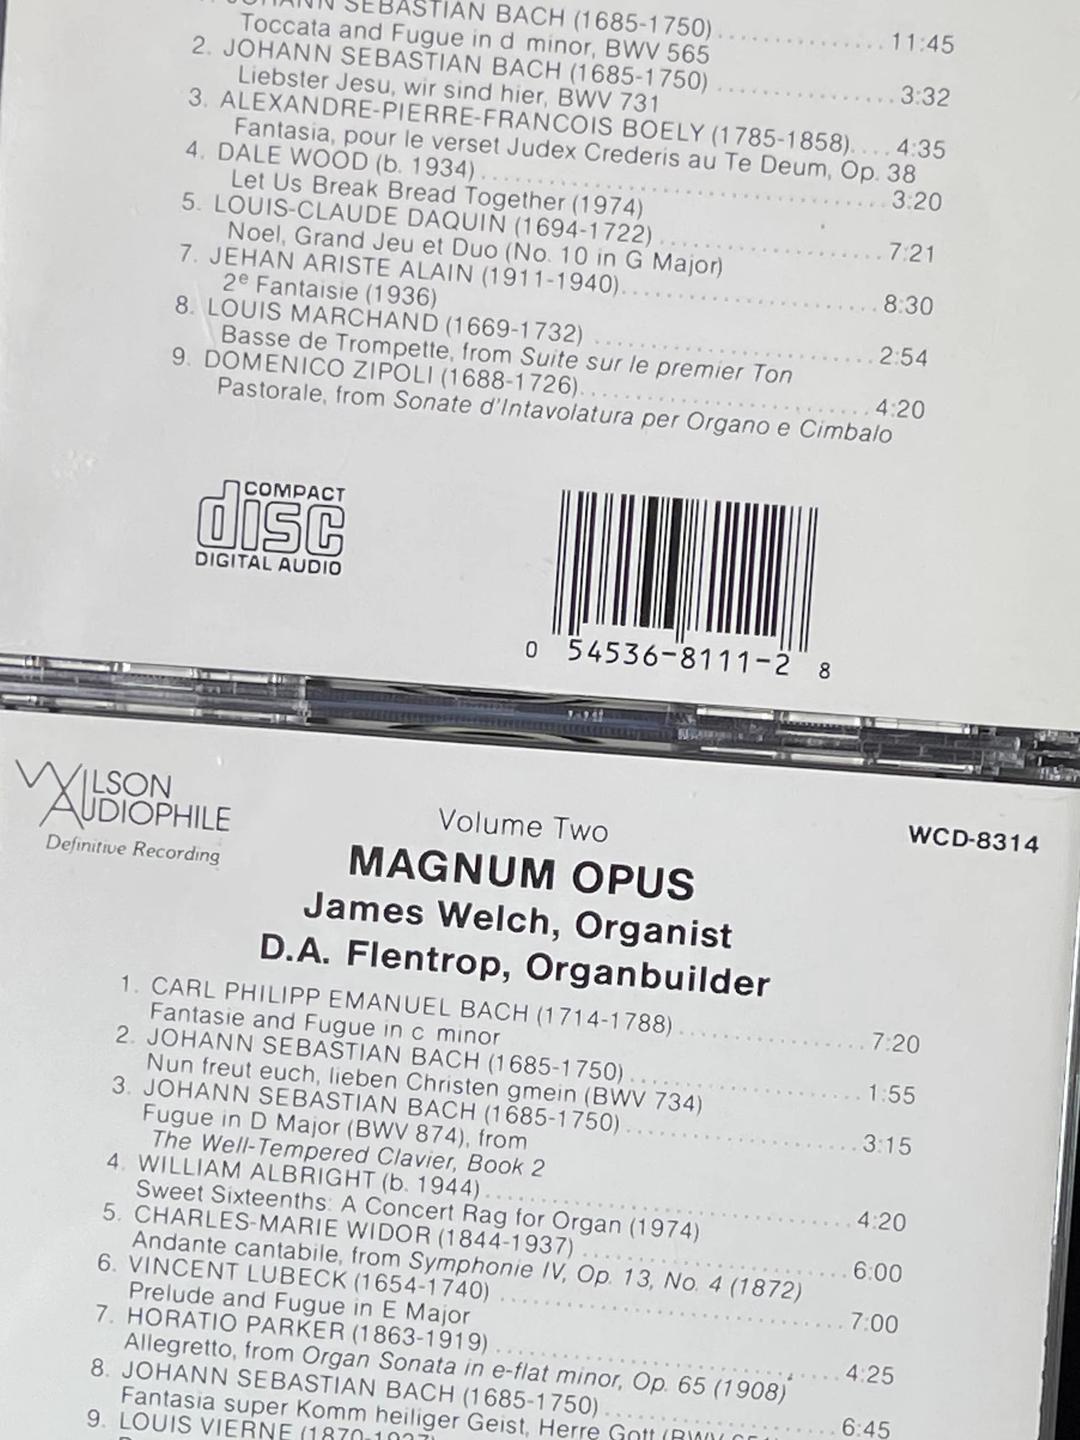 JOHANN SEBASTIAN BACH (1685-1750) 11:45
Toccata and Fugue in d minor, BWV 565
2. JOHANN SEBASTIAN BACH (1685-1750) 3:32
Liebster Jesu, wir sind hier, BWV 731
3. ALEXANDRE-PIERRE-FRANCOIS BOELY (1785-1858) 4:35
Fantasia, pour le verset Judex Crederis au Te Deum, Op. 38
4. DALE WOOD (b. 1934) 3:20
Let Us Break Bread Together (1974)
5. LOUIS-CLAUDE DAQUIN (1694-1722) 7:21
Noel, Grand Jeu et Duo (No. 10 in G Major)
7. JEHAN ARISTE ALAIN (1911-1940) 8:30
2e Fantaisie (1936)
8. LOUIS MARCHAND (1669-1732) 2:54
Basse de Trompette, from Suite sur le premier Ton
9. DOMENICO ZIPOLI (1688-1726) 4:20
Pastorale, from Sonate d'Intavolatura per Organo e Cimbalo
COMPACT
disc
DIGITAL AUDIO
0 54536-8111-2 8
WILSON
AUDIOPHILE
Definitive Recording
Volume Two
WCD-8314
MAGNUM OPUS
James Welch, Organist
D.A. Flentrop, Organbuilder
1. CARL PHILIPP EMANUEL BACH (1714-1788) 7:20
Fantasie and Fugue in c minor
2. JOHANN SEBASTIAN BACH (1685-1750) 1:55
Nun freut euch, lieben Christen gmein (BWV 734)
3. JOHANN SEBASTIAN BACH (1685-1750) 3:15
Fugue in D Major (BWV 874), from
The Well-Tempered Clavier, Book 2
4. WILLIAM ALBRIGHT (b. 1944) 4:20
Sweet Sixteenths: A Concert Rag for Organ (1974)
5. CHARLES-MARIE WIDOR (1844-1937) 6:00
Andante cantabile, from Symphonie IV, Op. 13, No. 4 (1872)
6. VINCENT LUBECK (1654-1740) 7:00
Prelude and Fugue in E Major
7. HORATIO PARKER (1863-1919) 4:25
Allegretto, from Organ Sonata in e-flat minor, Op. 65 (1908)
8. JOHANN SEBASTIAN BACH (1685-1750) 6:45
Fantasia super Komm heiliger Geist, Herre Gott (BWV
9. LOUIS VIERNE (1870-1937)